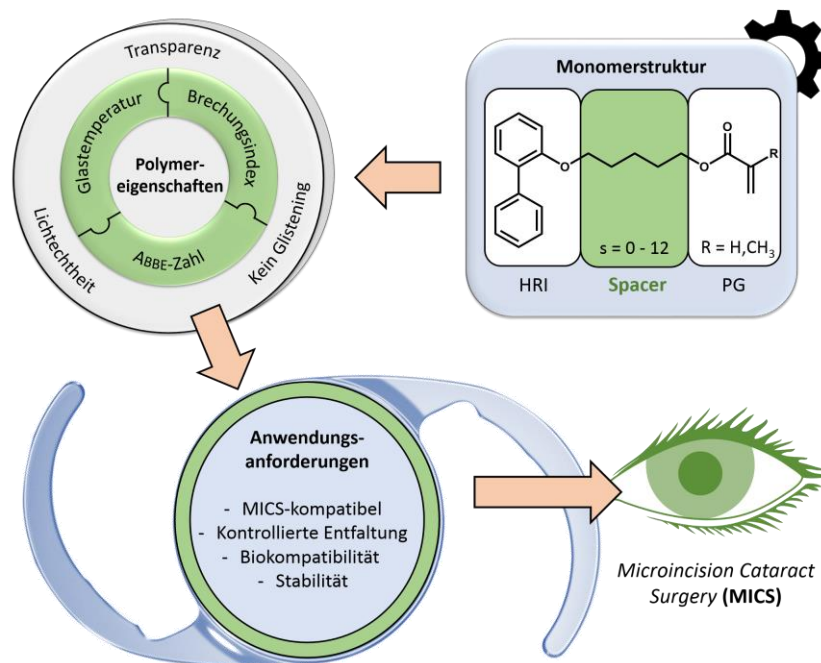 Transparenz
Glastemperatur
Brechungsindex
Polymer-
eigenschaften
ABBE-Zahl
Lichtechtheit
Kein Glistening
Monomerstruktur
O
O
O
R
s = 0 - 12
R = H,CH₃
HRI
Spacer
PG
Anwendungs-
anforderungen
- MICS-kompatibel
- Kontrollierte Entfaltung
- Biokompatibilität
- Stabilität
Microincision Cataract
Surgery (MICS)